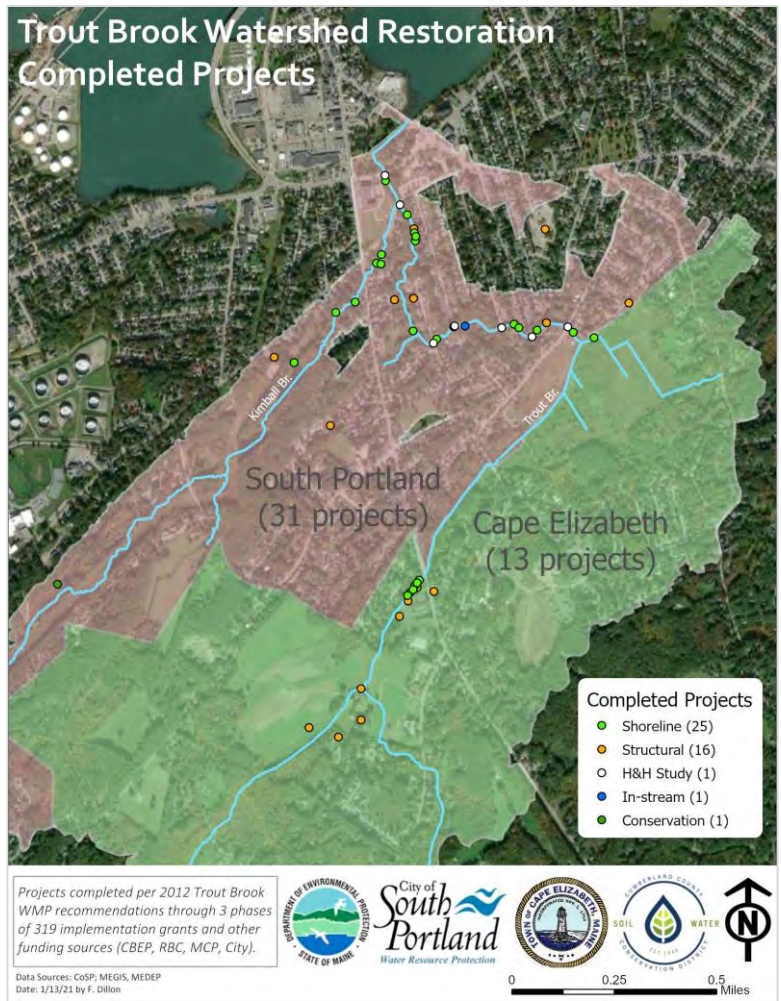 Trout Brook Watershed Restoration
Completed Projects
Kimball Br.
Trout Br.
South Portland
(31 projects)
Cape Elizabeth
(13 projects)
Completed Projects
Shoreline (25)
Structural (16)
H&H Study (1)
In-stream (1)
Conservation (1)
Projects completed per 2012 Trout Brook
WMP recommendations through 3 phases
of 319 implementation grants and other
funding sources (CBEP, RBC, MCP, City).
Data Sources: CoSP; MEGIS, MEDEP
Date: 1/13/21 by F. Dillon
DEPARTMENT OF ENVIRONMENTAL PROTECTION
STATE OF MAINE
City of
South
Portland
Water Resource Protection
TOWN OF CAPE ELIZABETH, MAINE
CUMBERLAND COUNTY
SOIL WATER
CONSERVATION DISTRICT
N
0 0.25 0.5
Miles